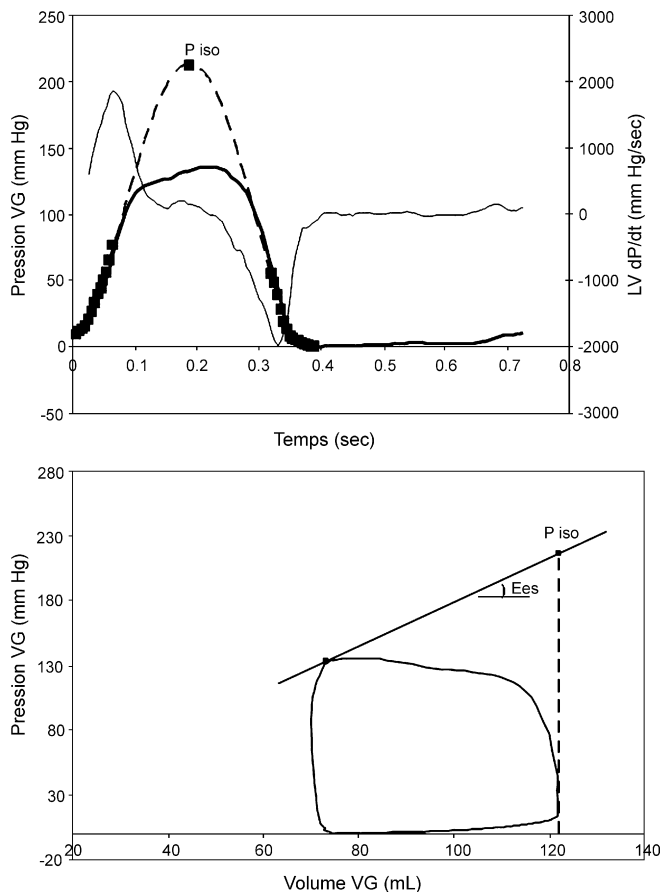 250
200
150
100
50
0
-50
Pression VG (mm Hg)
P iso
3000
2000
1000
0
-1000
-2000
-3000
LV dP/dt (mm Hg/sec)
0 0.1 0.2 0.3 0.4 0.5 0.6 0.7 0.8
Temps (sec)
280
230
180
130
80
30
-20
Pression VG (mm Hg)
P iso
Ees
20 40 60 80 100 120 140
Volume VG (mL)